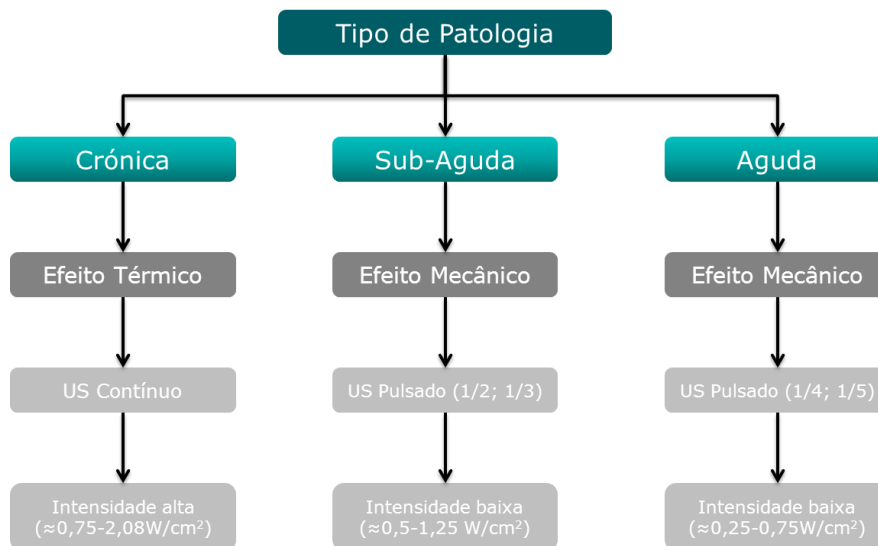 Tipo de Patologia
Crónica
Sub-Aguda
Aguda
Efeito Térmico
Efeito Mecânico
Efeito Mecânico
US Contínuo
US Pulsado (1/2; 1/3)
US Pulsado (1/4; 1/5)
Intensidade alta
(≈0,75-2,08W/cm²)
Intensidade baixa
(≈0,5-1,25 W/cm²)
Intensidade baixa
(≈0,25-0,75W/cm²)